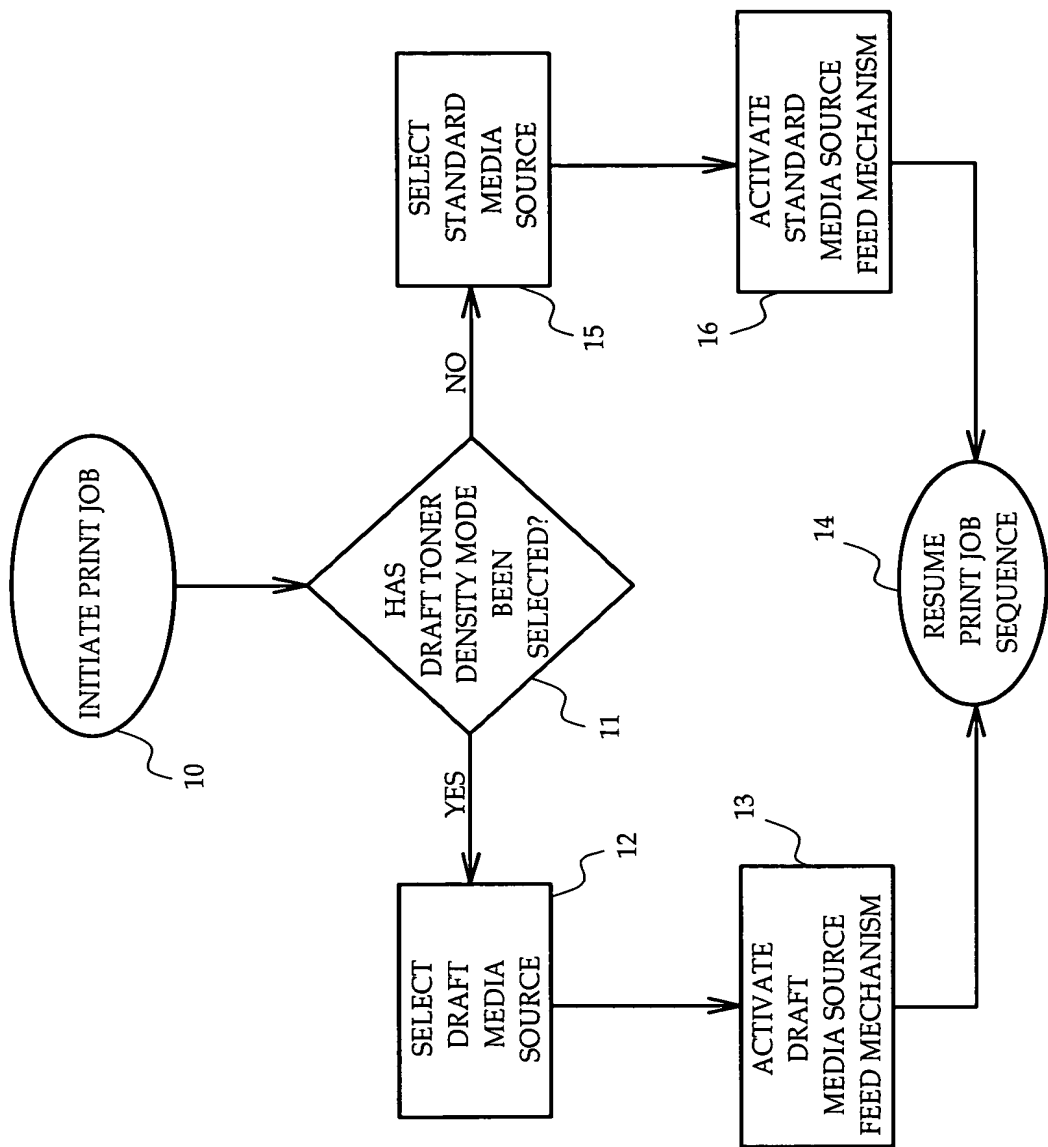 INITIATE PRINT JOB
10
HAS
DRAFT TONER
DENSITY MODE
BEEN
SELECTED?
11
YES
NO
SELECT
DRAFT
MEDIA
SOURCE
12
ACTIVATE
DRAFT
MEDIA SOURCE
FEED MECHANISM
13
SELECT
STANDARD
MEDIA
SOURCE
15
ACTIVATE
STANDARD
MEDIA SOURCE
FEED MECHANISM
16
RESUME
PRINT JOB
SEQUENCE
14